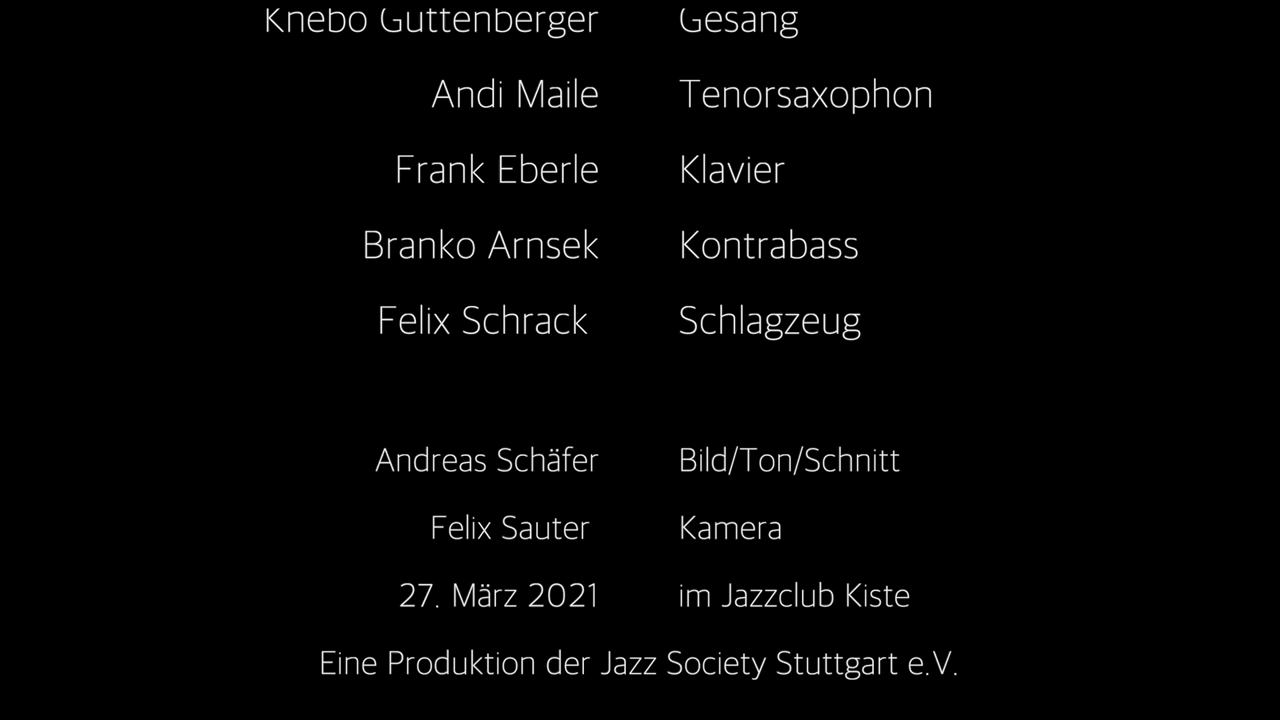 Knebo Guttenberger Gesang
Andi Maile Tenorsaxophon
Frank Eberle Klavier
Branko Arnsek Kontrabass
Felix Schrack Schlagzeug
Andreas Schäfer Bild/Ton/Schnitt
Felix Sauter Kamera
27. März 2021 im Jazzclub Kiste
Eine Produktion der Jazz Society Stuttgart e.V.